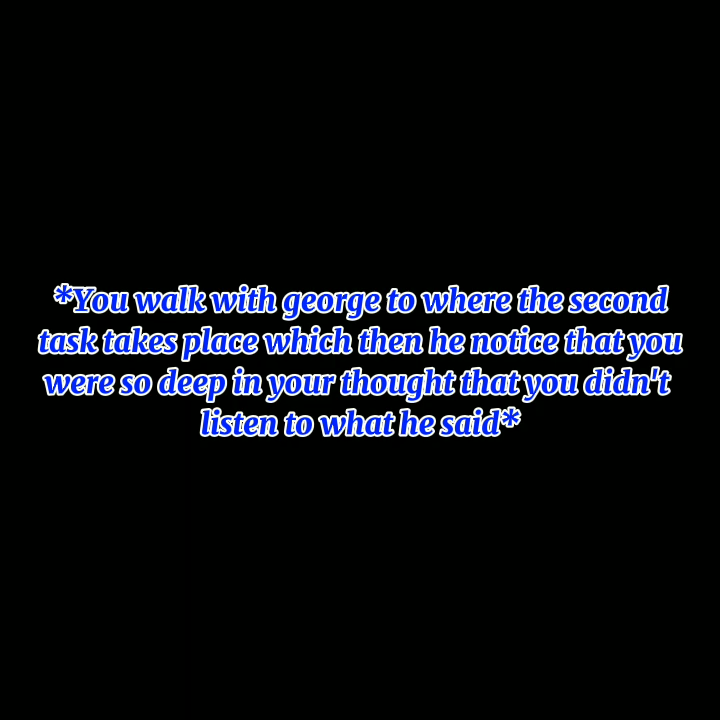 *You walk with george to where the second
task takes place which then he notice that you
were so deep in your thought that you didn't
listen to what he said*